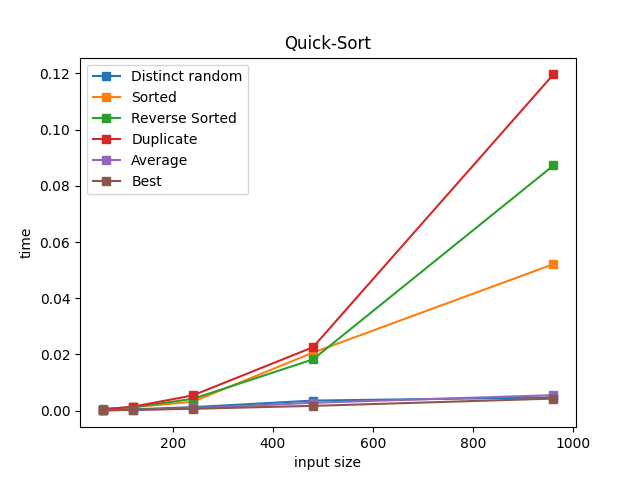 Quick-Sort
Distinct random
Sorted
Reverse Sorted
Duplicate
Average
Best
0.12
0.10
0.08
0.06
0.04
0.02
0.00
time
200 400 600 800 1000
input size